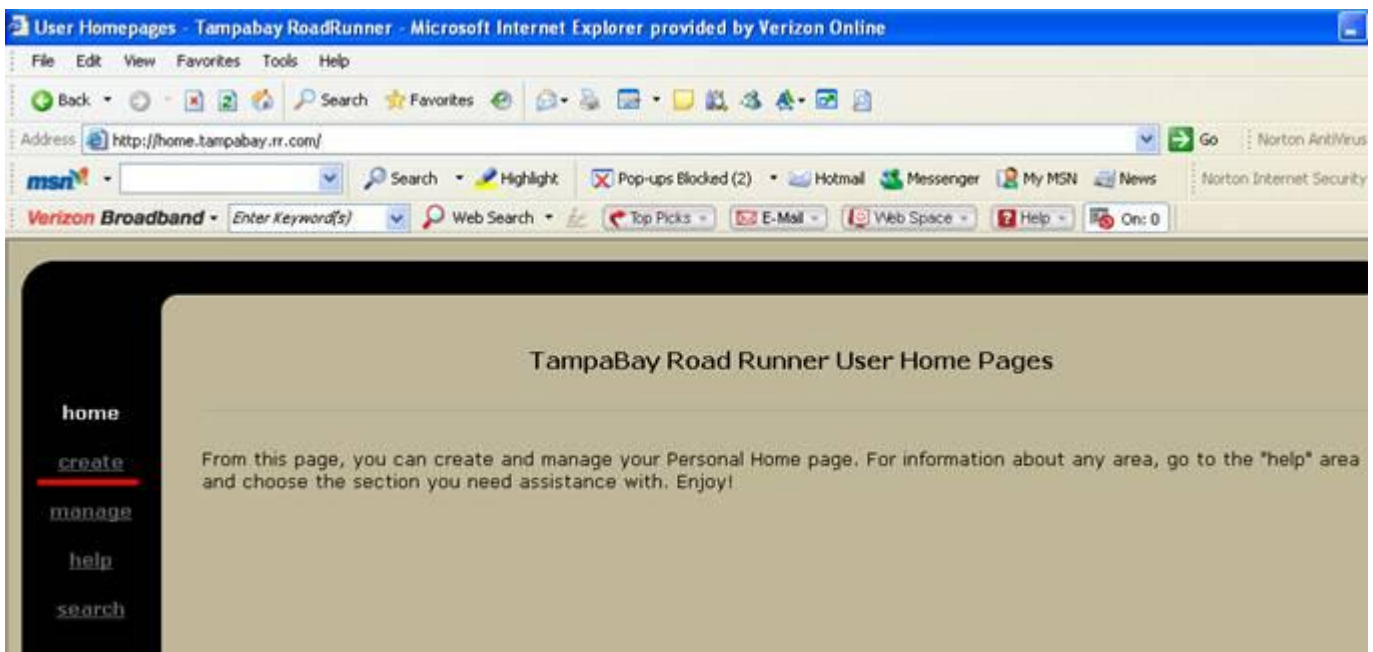 User Homepages - Tampabay RoadRunner - Microsoft Internet Explorer provided by Verizon Online
File Edit View Favorites Tools Help
Back Search Favorites
Address http://home.tampabay.rr.com/ Go Norton AntiVirus
msn Search Highlight Pop-ups Blocked (2) Hotmail Messenger My MSN News Norton Internet Security
Verizon Broadband Enter Keyword(s) Web Search Top Picks E-Mail Web Space Help On: 0
TampaBay Road Runner User Home Pages
home
create
manage
help
search
From this page, you can create and manage your Personal Home page. For information about any area, go to the "help" area
and choose the section you need assistance with. Enjoy!